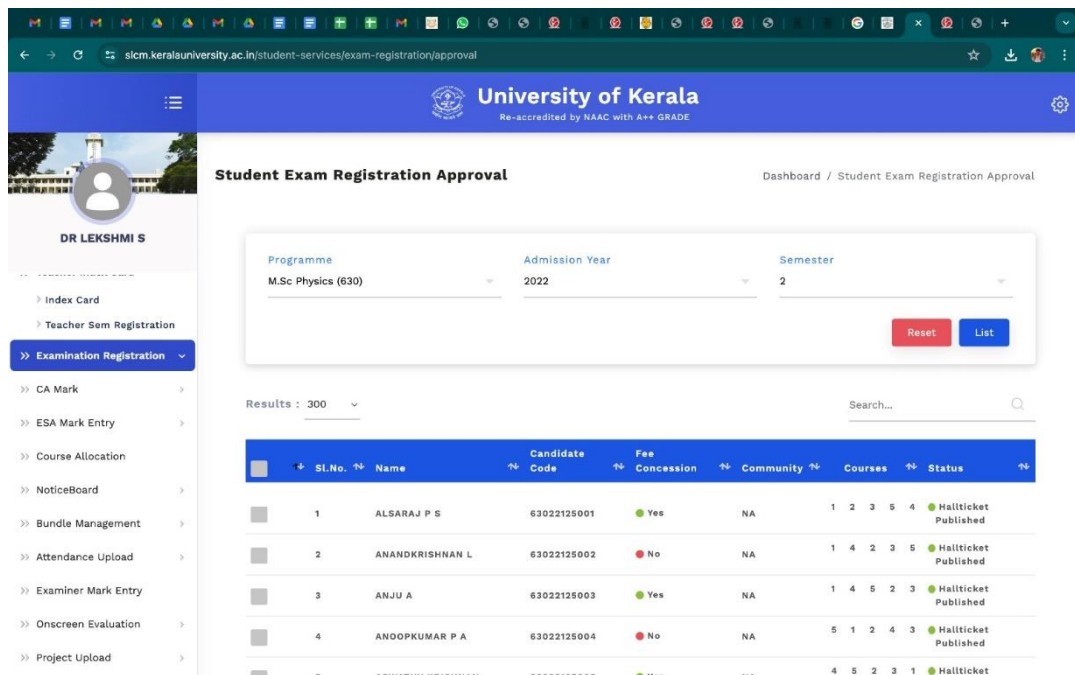 slcm.keralauniversity.ac.in/student-services/exam-registration/approval
University of Kerala
Re-accredited by NAAC with A++ GRADE
DR LEKSHMI S
Index Card
Teacher Sem Registration
Examination Registration
CA Mark
ESA Mark Entry
Course Allocation
NoticeBoard
Bundle Management
Attendance Upload
Examiner Mark Entry
Onscreen Evaluation
Project Upload
Student Exam Registration Approval
Dashboard / Student Exam Registration Approval
Programme Admission Year Semester
M.Sc Physics (630) 2022 2
Reset List
Results : 300 Search...
Sl.No. Name Candidate Code Fee Concession Community Courses Status
1 ALSARAJ P S 63022125001 Yes NA 1 2 3 5 4 Hallticket Published
2 ANANDKRISHNAN L 63022125002 No NA 1 4 2 3 5 Hallticket Published
3 ANJU A 63022125003 Yes NA 1 4 5 2 3 Hallticket Published
4 ANOOPKUMAR P A 63022125004 No NA 5 1 2 4 3 Hallticket Published
4 5 2 3 1 Hallticket